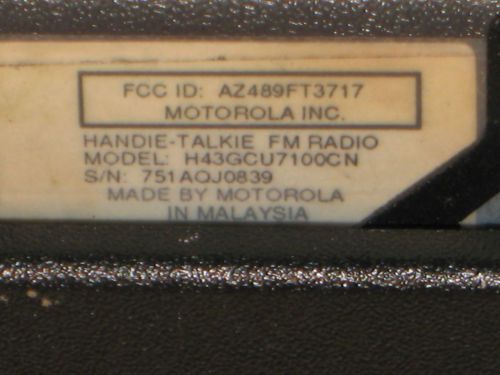 FCC ID: AZ489FT3717
MOTOROLA INC.
HANDIE-TALKIE FM RADIO
MODEL: H43GCU7100CN
S/N: 751AQJ0839
MADE BY MOTOROLA
IN MALAYSIA